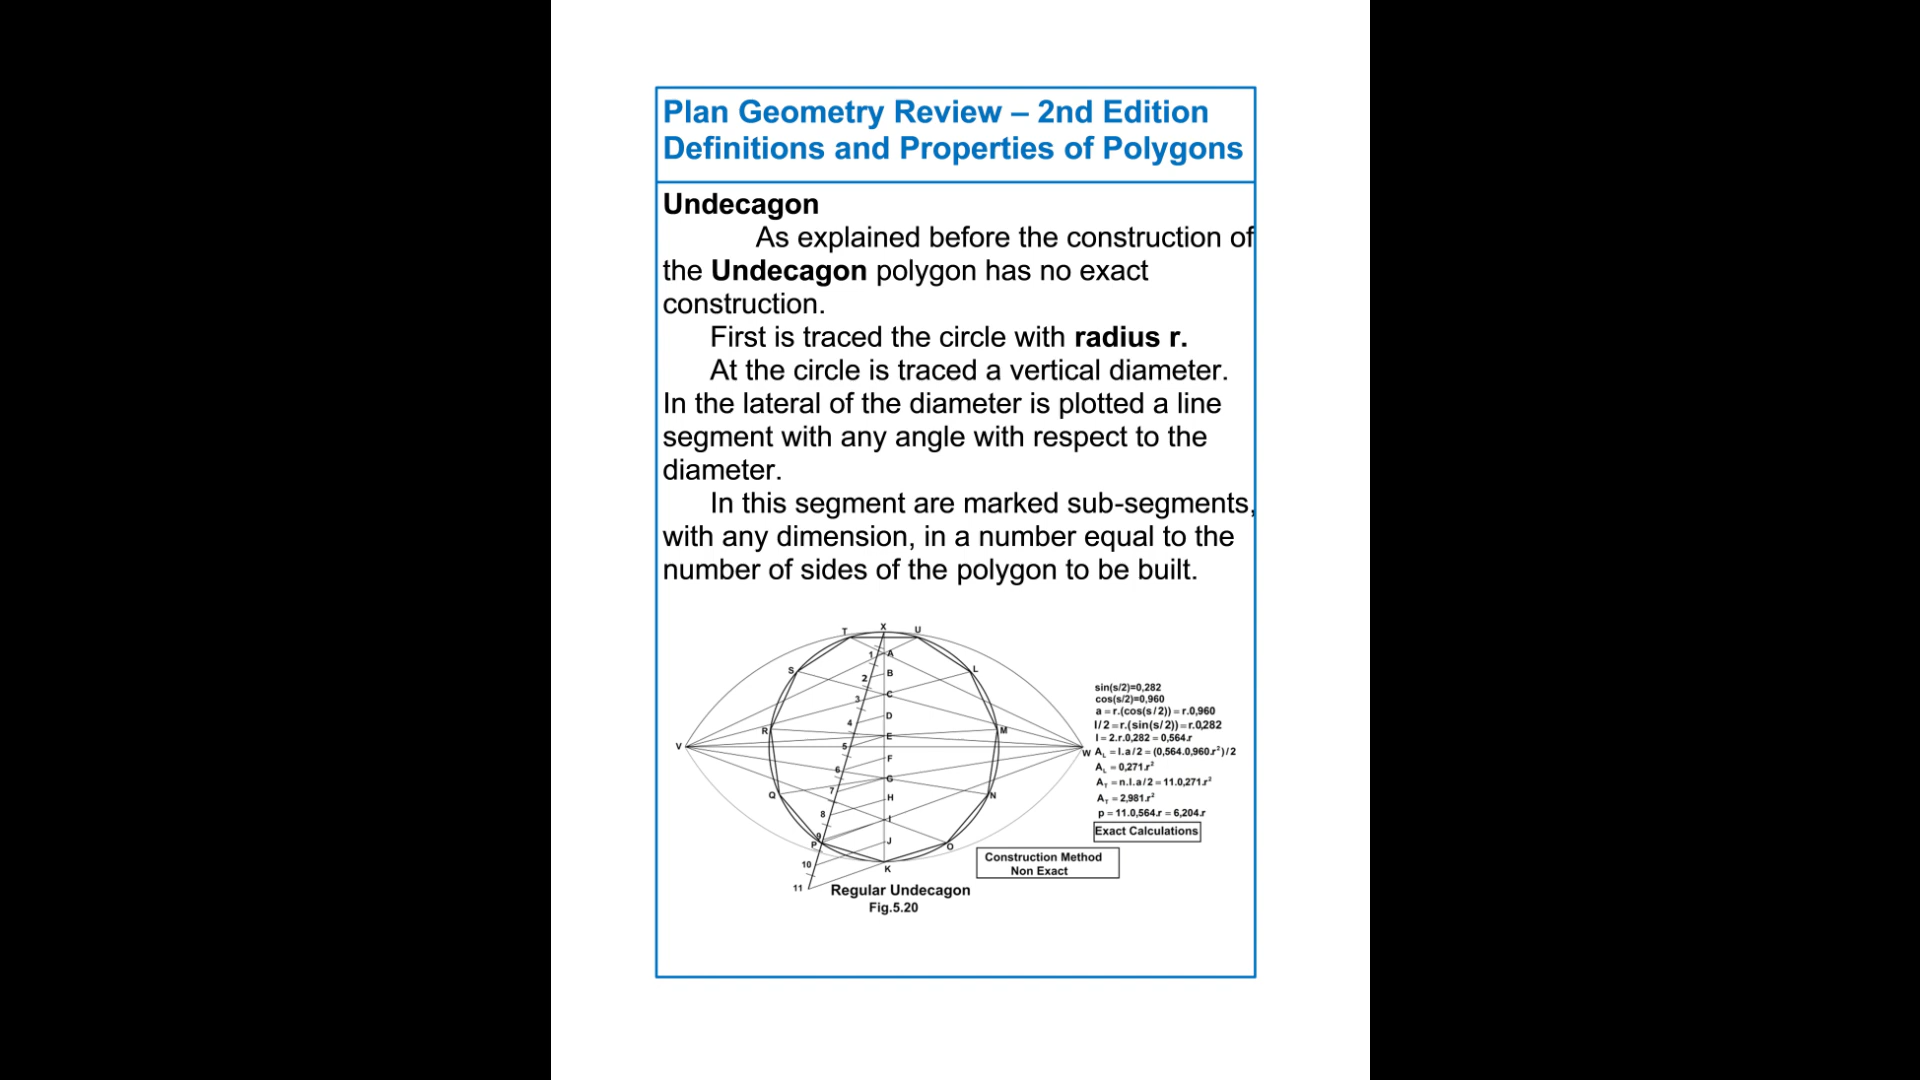 Plan Geometry Review – 2nd Edition
Definitions and Properties of Polygons
Undecagon
As explained before the construction of
the Undecagon polygon has no exact
construction.
First is traced the circle with radius r.
At the circle is traced a vertical diameter.
In the lateral of the diameter is plotted a line
segment with any angle with respect to the
diameter.
In this segment are marked sub-segments,
with any dimension, in a number equal to the
number of sides of the polygon to be built.
T X U
1 A
S B L
2
3 C
4 D
R E M
V 5 W
F
6 G
7
Q H N
8 I
9
P J O
10 K
11
sin(s/2)=0,282
cos(s/2)=0,960
a = r.(cos(s/2)) = r.0,960
l/2 = r.(sin(s/2)) = r.0,282
l = 2.r.0,282 = 0,564.r
A_L = l.a/2 = (0,564.0,960.r²)/2
A_L = 0,271.r²
A_T = n.l.a/2 = 11.0,271.r²
A_T = 2,981.r²
p = 11.0,564.r = 6,204.r
Exact Calculations
Construction Method
Non Exact
Regular Undecagon
Fig.5.20